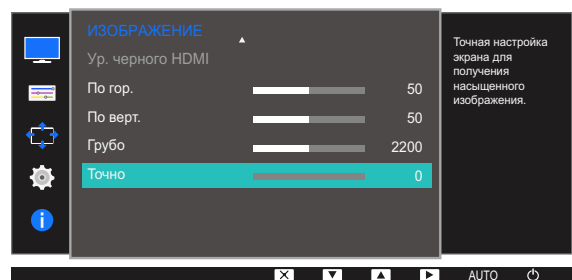 ИЗОБРАЖЕНИЕ
Ур. черного HDMI
По гор. 50
По верт. 50
Грубо 2200
Точно 0
Точная настройка
экрана для
получения
насыщенного
изображения.
AUTO